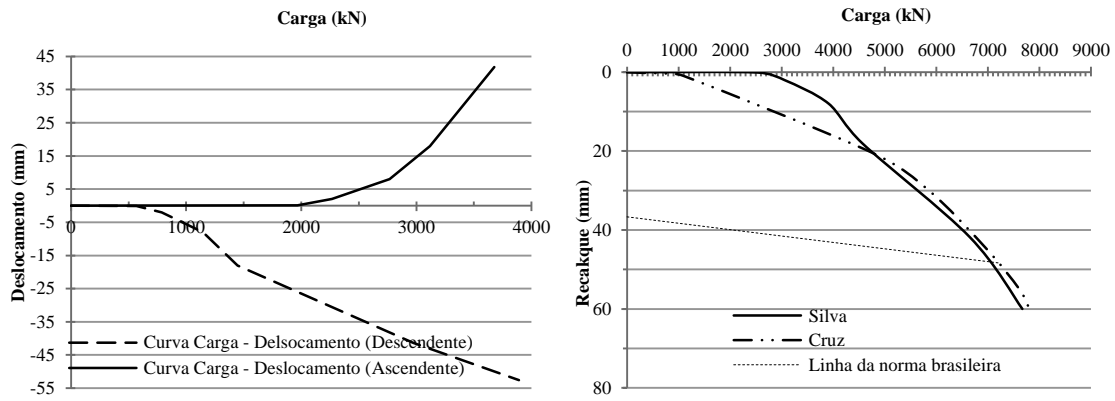 Carga (kN)
45
35
25
15
5
-5
-15
-25
-35
-45
-55
0
1000
2000
3000
4000
Deslocamento (mm)
Curva Carga - Delsocamento (Descendente)
Curva Carga - Deslocamento (Ascendente)
Carga (kN)
0 1000 2000 3000 4000 5000 6000 7000 8000 9000
0
20
40
60
80
Recakque (mm)
Silva
Cruz
Linha da norma brasileira